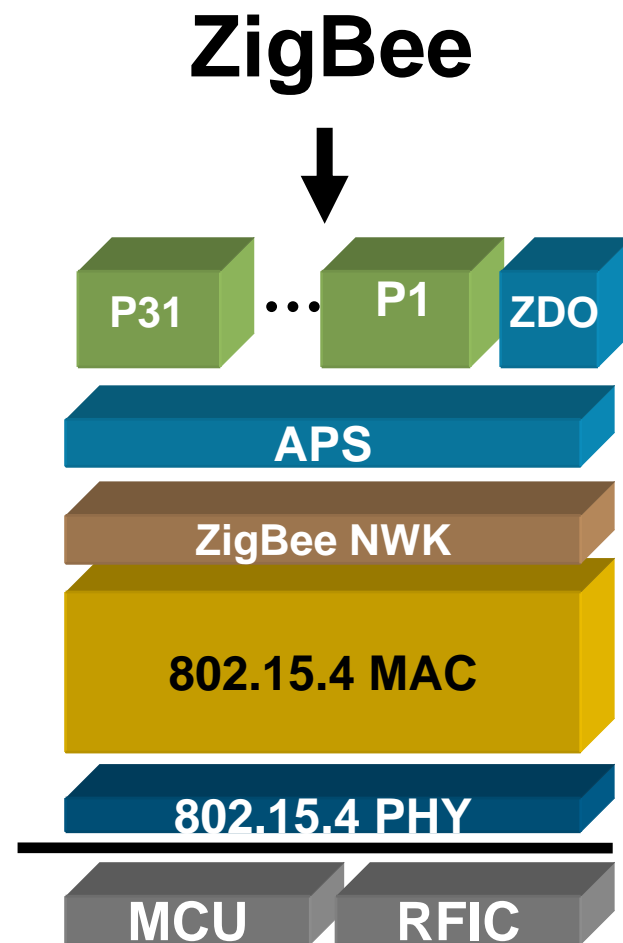 ZigBee
P31 ... P1 ZDO
APS
ZigBee NWK
802.15.4 MAC
802.15.4 PHY
MCU RFIC